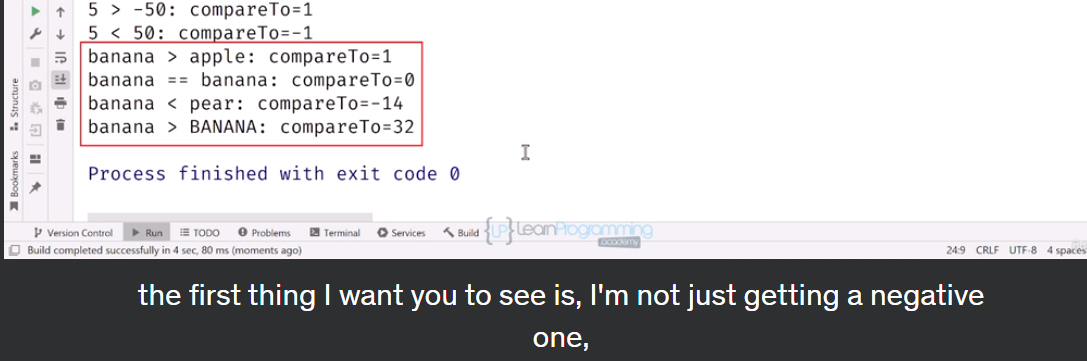 5 > -50: compareTo=1
5 < 50: compareTo=-1
banana > apple: compareTo=1
banana == banana: compareTo=0
banana < pear: compareTo=-14
banana > BANANA: compareTo=32
Process finished with exit code 0
Structure
Bookmarks
Version Control Run TODO Problems Terminal Services Build
{LP} LearnProgramming
academy
Build completed successfully in 4 sec, 80 ms (moments ago) 24:9 CRLF UTF-8 4 spaces
the first thing I want you to see is, I'm not just getting a negative
one,